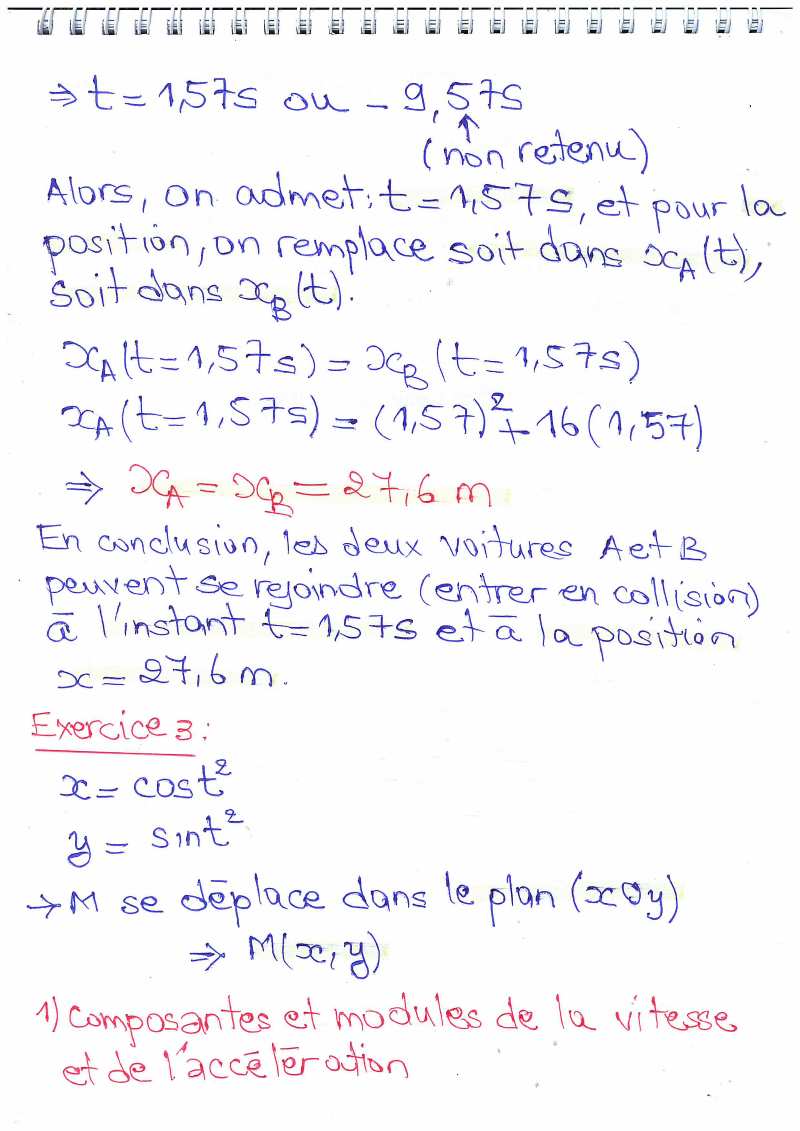 ⇒ t = 1,57s ou - 9,57s
↑
(non retenu)
Alors, on admet: t = 1,57s, et pour la
position, on remplace soit dans x_A(t),
soit dans x_B(t).
x_A(t=1,57s) = x_B(t=1,57s)
x_A(t=1,57s) = (1,57)² + 16(1,57)
⇒ x_A = x_B = 27,6 m
En conclusion, les deux voitures A et B
peuvent se rejoindre (entrer en collision)
à l'instant t=1,57s et à la position
x = 27,6 m.
Exercice 3:
x = cost²
y = sint²
→ M se déplace dans le plan (xOy)
⇒ M(x,y)
1) Composantes et modules de la vitesse
et de l'accélération